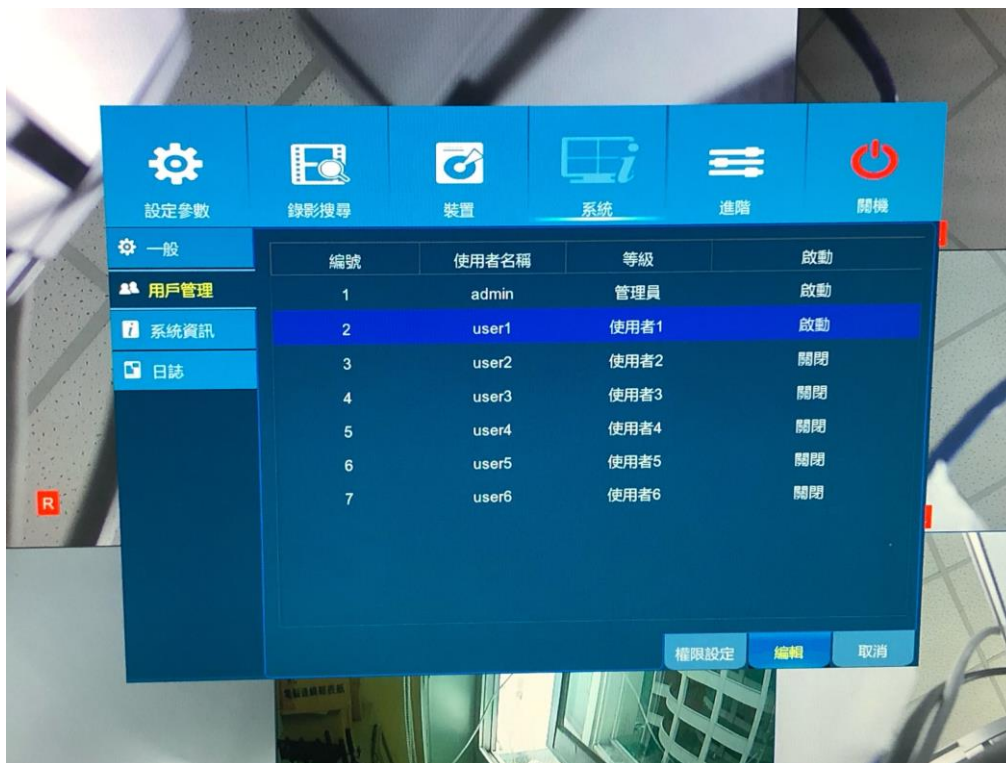 設定參數 錄影搜尋 裝置 系統 進階 關機
一般
用戶管理
系統資訊
日誌
編號 使用者名稱 等級 啟動
1 admin 管理員 啟動
2 user1 使用者1 啟動
3 user2 使用者2 關閉
4 user3 使用者3 關閉
5 user4 使用者4 關閉
6 user5 使用者5 關閉
7 user6 使用者6 關閉
R
權限設定 編輯 取消